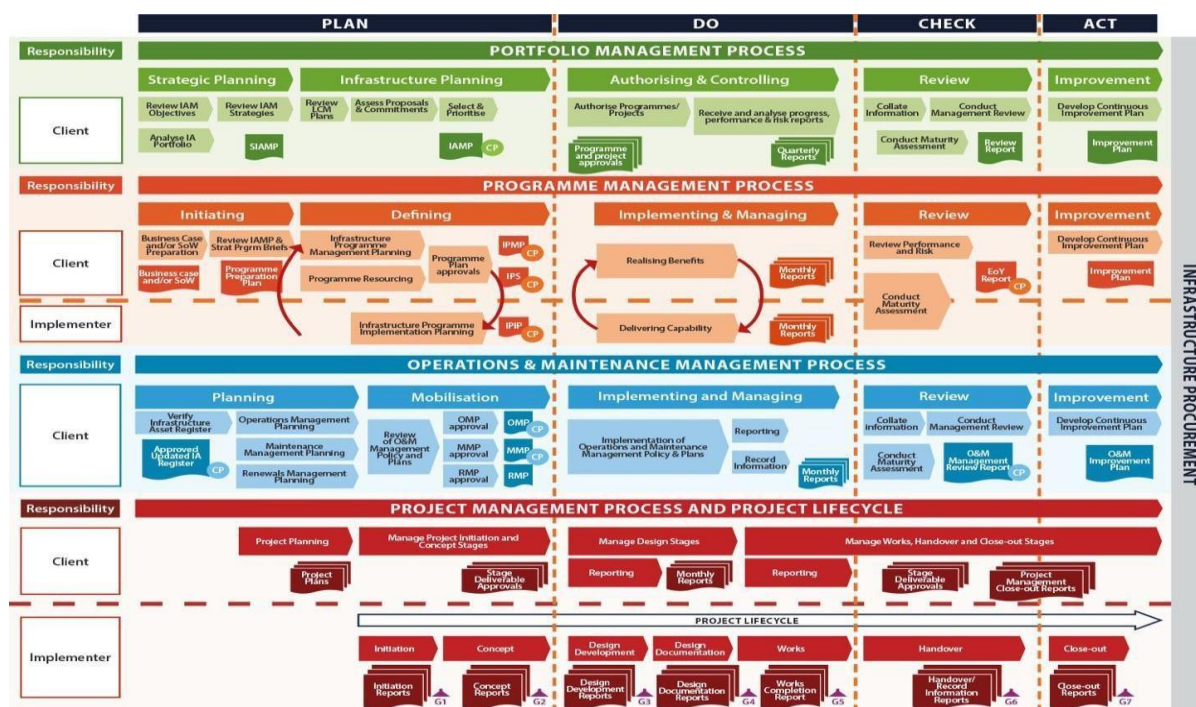 PLAN
DO
CHECK
ACT
Responsibility
PORTFOLIO MANAGEMENT PROCESS
Strategic Planning
Infrastructure Planning
Authorising & Controlling
Review
Improvement
Client
Review IAM
Objectives
Review IAM
Strategies
Review
LCM
Plans
Assess Proposals
& Commitments
Select &
Prioritise
Authorise Programmes/
Projects
Receive and analyse progress,
performance & risk reports
Collate
Information
Conduct
Management Review
Develop Continuous
Improvement Plan
Analyse IA
Portfolio
SIAMP
IAMP
CP
Programme
and project
approvals
Quarterly
Reports
Conduct Maturity
Assessment
Review
Report
Improvement
Plan
Responsibility
PROGRAMME MANAGEMENT PROCESS
Initiating
Defining
Implementing & Managing
Review
Improvement
Client
Business Case
and/or SoW
Preparation
Review IAMP &
Strat Prgrm Briefs
Infrastructure
Programme
Management Planning
Programme
Plan
approvals
IPMP
CP
Realising Benefits
Review Performance
and Risk
Develop Continuous
Improvement Plan
Business case
and/or SoW
Programme
Preparation
Plan
Programme Resourcing
IPS
CP
Monthly
Reports
EoY
Report
CP
Improvement
Plan
Conduct
Maturity
Assessment
Implementer
Infrastructure Programme
Implementation Planning
IPIP
CP
Delivering Capability
Monthly
Reports
Responsibility
OPERATIONS & MAINTENANCE MANAGEMENT PROCESS
Planning
Mobilisation
Implementing and Managing
Review
Improvement
Client
Verify
Infrastructure
Asset Register
Operations Management
Planning
Review
of O&M
Management
Policy and
Plans
OMP
approval
OMP
CP
Implementation of
Operations and Maintenance
Management Policy & Plans
Reporting
Collate
information
Conduct
Management Review
Develop Continuous
Improvement Plan
Approved
Updated IA
Register
CP
Maintenance
Management Planning
MMP
approval
MMP
CP
Record
Information
Monthly
Reports
Conduct
Maturity
Assessment
O&M
Management
Review Report
CP
O&M
Improvement
Plan
Renewals Management
Planning
RMP
approval
RMP
Responsibility
PROJECT MANAGEMENT PROCESS AND PROJECT LIFECYCLE
Client
Project Planning
Manage Project Initiation and
Concept Stages
Manage Design Stages
Manage Works, Handover and Close-out Stages
Project
Plans
Stage
Deliverable
Approvals
Reporting
Monthly
Reports
Reporting
Stage
Deliverable
Approvals
Project
Management
Close-out Reports
PROJECT LIFECYCLE
Implementer
Initiation
Concept
Design
Development
Design
Documentation
Works
Handover
Close-out
Initiation
Reports
G1
Concept
Reports
G2
Design
Development
Reports
G3
Design
Documentation
Reports
G4
Works
Completion
Report
G5
Handover/
Record
Information
Reports
G6
Close-out
Reports
G7
INFRASTRUCTURE PROCUREMENT